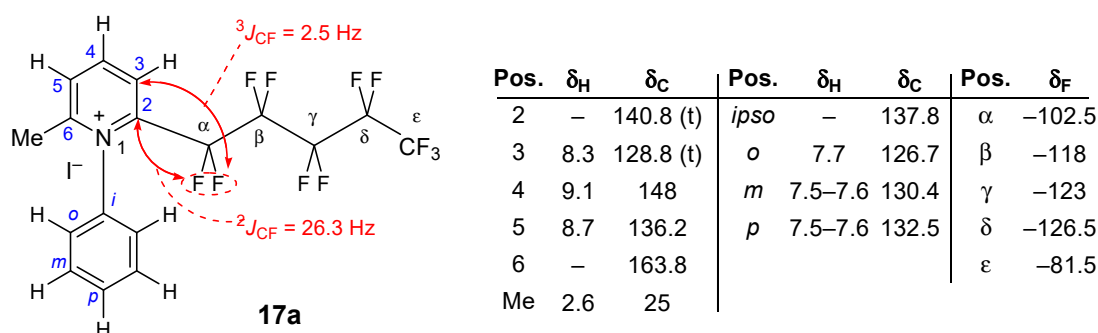 ³J_CF = 2.5 Hz
H
H 4 3 H
5 2
Me 6 N 1 +
I⁻
α β γ δ ε
F F F F
F F F F
CF₃
i
o H H
m
H p H
H
²J_CF = 26.3 Hz
17a
Pos. δH δC Pos. δH δC Pos. δF
2 – 140.8 (t) ipso – 137.8 α –102.5
3 8.3 128.8 (t) o 7.7 126.7 β –118
4 9.1 148 m 7.5–7.6 130.4 γ –123
5 8.7 136.2 p 7.5–7.6 132.5 δ –126.5
6 – 163.8 ε –81.5
Me 2.6 25